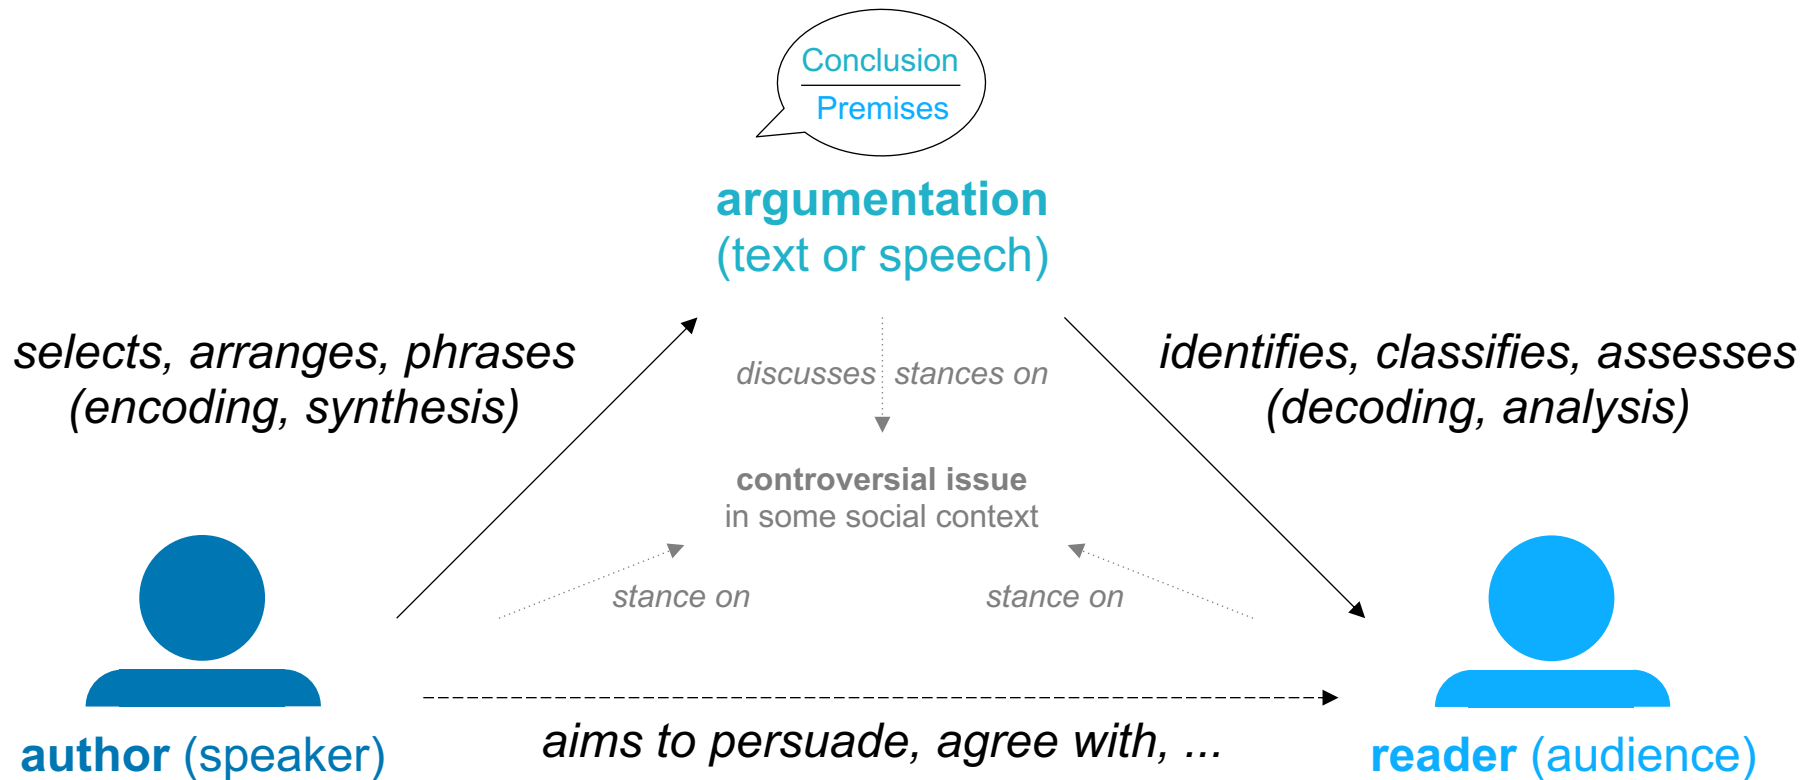 Conclusion
Premises
argumentation
(text or speech)
selects, arranges, phrases
(encoding, synthesis)
discusses stances on
identifies, classifies, assesses
(decoding, analysis)
controversial issue
in some social context
stance on
stance on
aims to persuade, agree with, ...
author (speaker)
reader (audience)